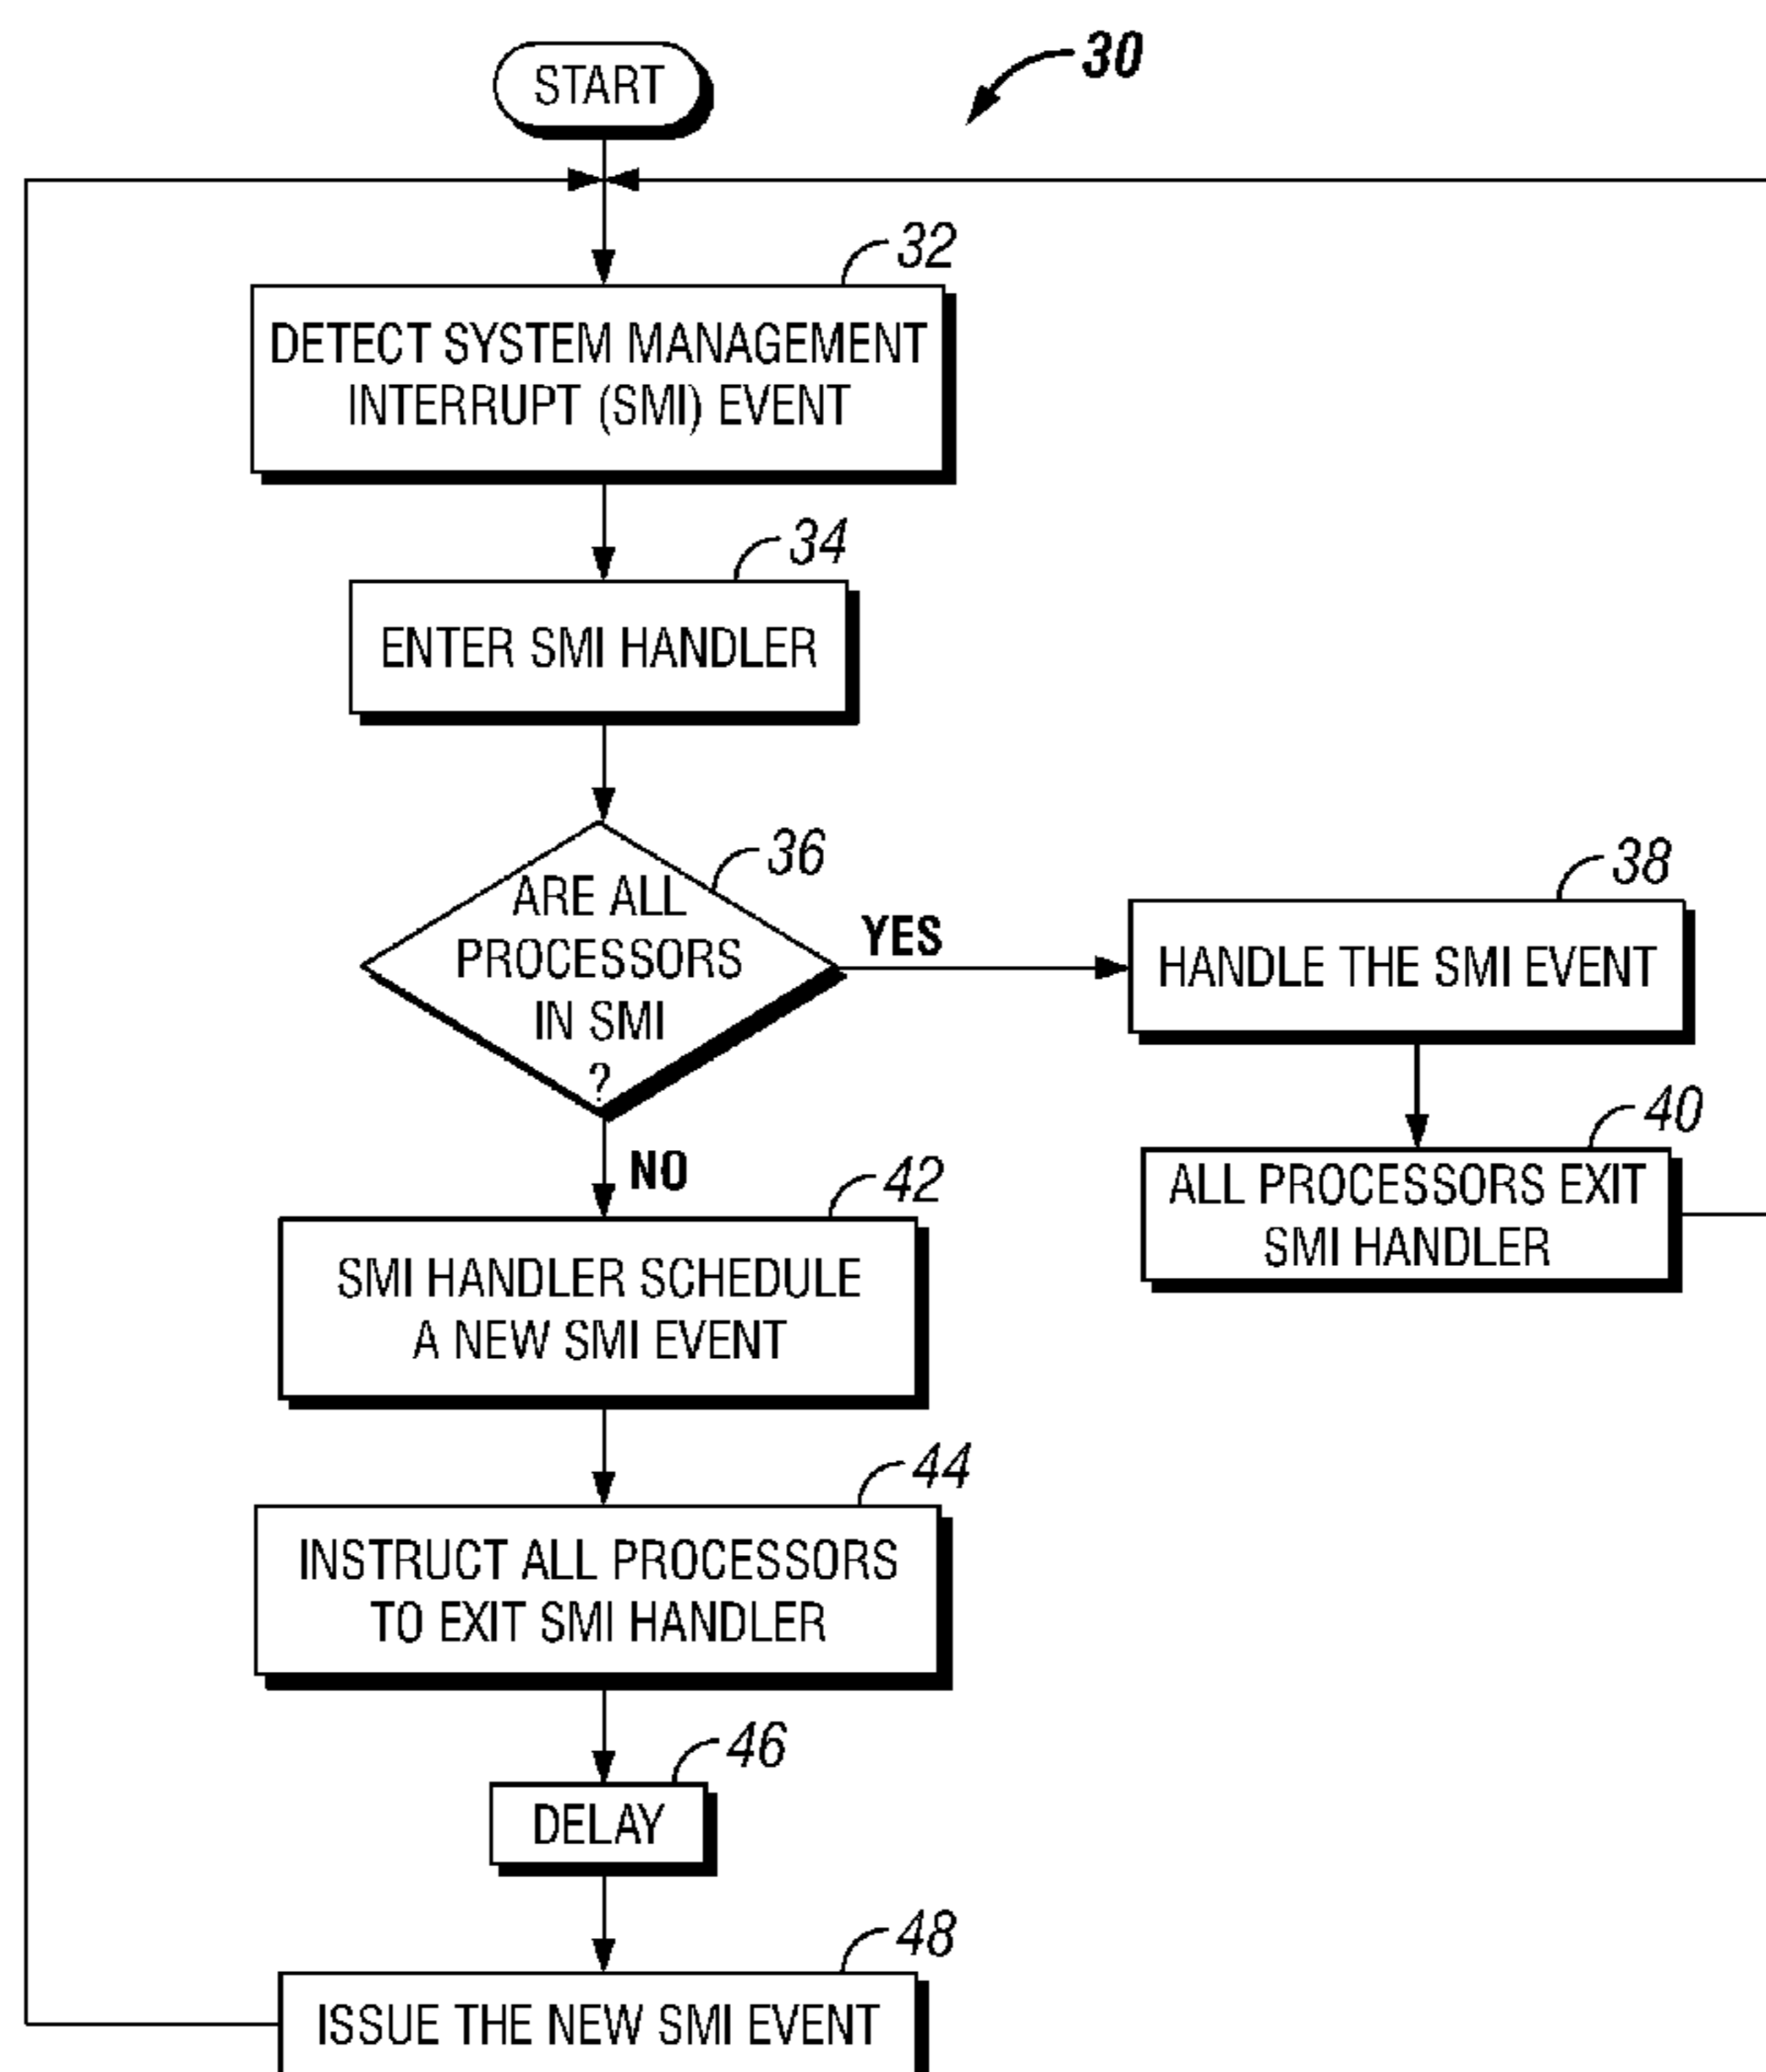 START
30
32
DETECT SYSTEM MANAGEMENT
INTERRUPT (SMI) EVENT
34
ENTER SMI HANDLER
36
ARE ALL
PROCESSORS
IN SMI
?
YES
38
HANDLE THE SMI EVENT
40
ALL PROCESSORS EXIT
SMI HANDLER
NO
42
SMI HANDLER SCHEDULE
A NEW SMI EVENT
44
INSTRUCT ALL PROCESSORS
TO EXIT SMI HANDLER
46
DELAY
48
ISSUE THE NEW SMI EVENT